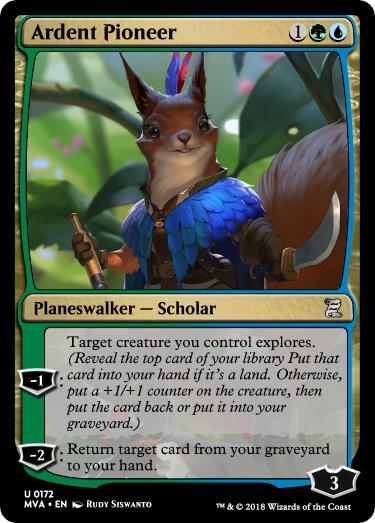 Ardent Pioneer 1
Planeswalker — Scholar
Target creature you control explores.
(Reveal the top card of your library Put that
card into your hand if it's a land. Otherwise,
put a +1/+1 counter on the creature, then
put the card back or put it into your
graveyard.)
-1:
-2: Return target card from your graveyard
to your hand.
3
U 0172
MVA • EN Rudy Siswanto
™ & © 2018 Wizards of the Coast